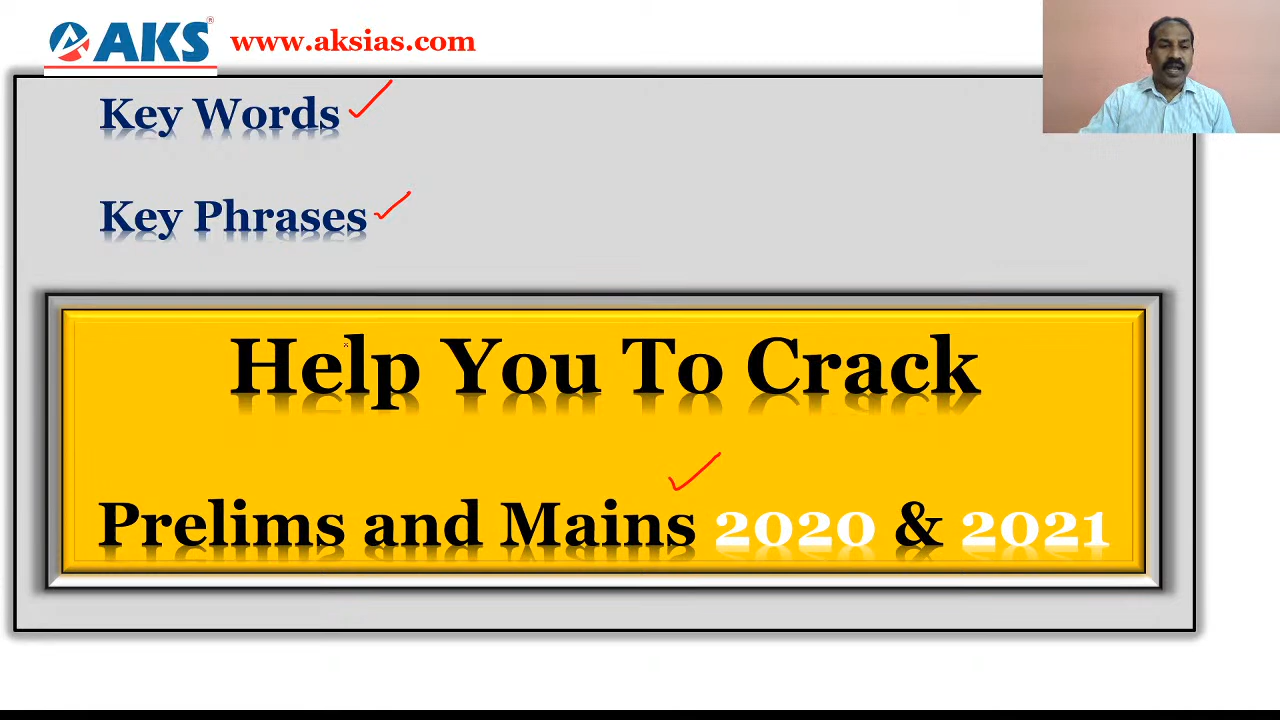 AKS® www.aksias.com
Key Words
Key Phrases
Help You To Crack
Prelims and Mains 2020 & 2021